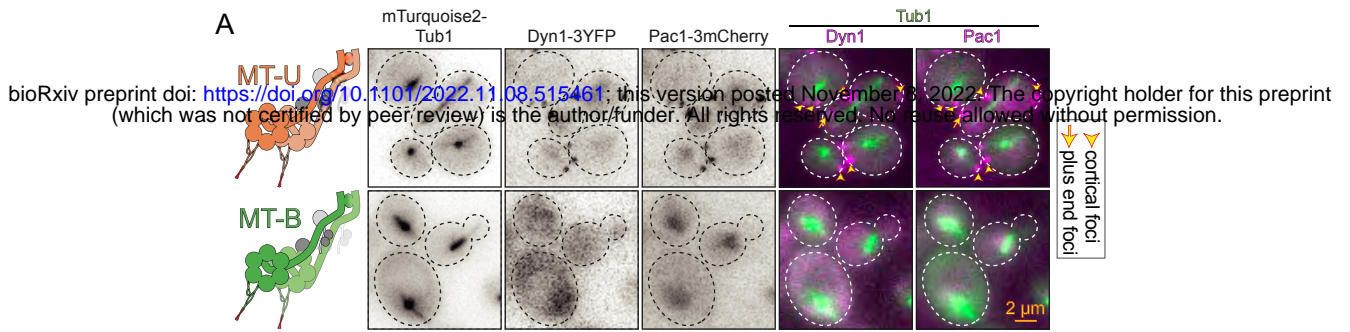 A
mTurquoise2-
Tub1
Dyn1-3YFP
Pac1-3mCherry
Tub1
Dyn1
Pac1
MT-U
bioRxiv preprint doi: https://doi.org/10.1101/2022.11.08.515461; this version posted November 8, 2022. The copyright holder for this preprint
(which was not certified by peer review) is the author/funder. All rights reserved. No reuse allowed without permission.
cortical foci
plus end foci
MT-B
2 μm